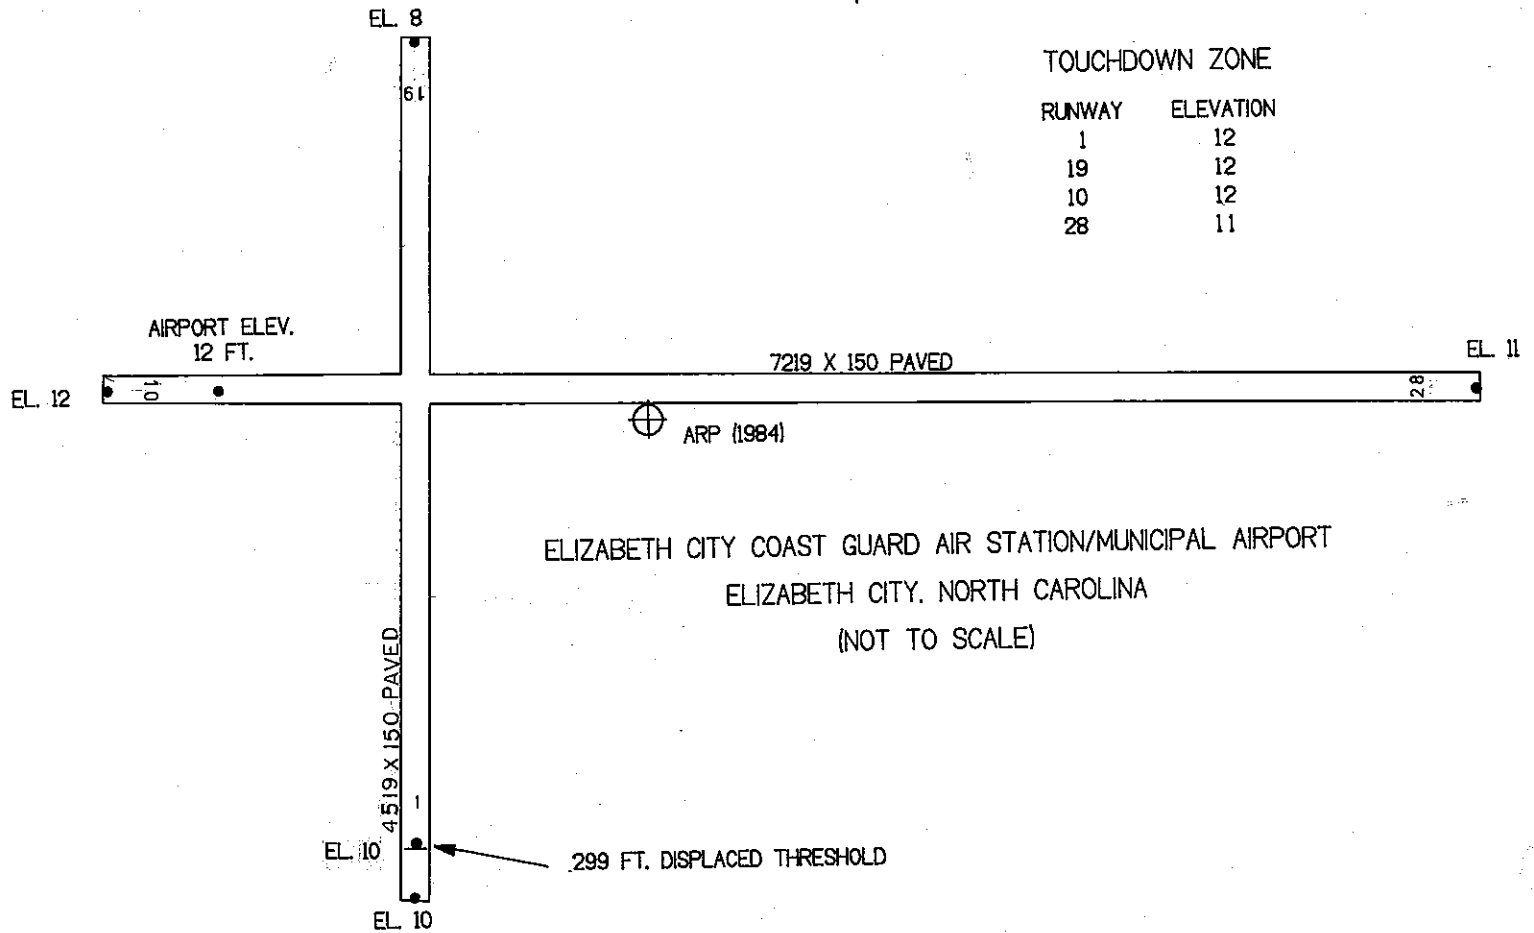 EL. 8
19
TOUCHDOWN ZONE
RUNWAY ELEVATION
1 12
19 12
10 12
28 11
AIRPORT ELEV.
12 FT.
7219 X 150 PAVED
EL. 11
EL. 12
10
28
ARP (1984)
ELIZABETH CITY COAST GUARD AIR STATION/MUNICIPAL AIRPORT
ELIZABETH CITY, NORTH CAROLINA
(NOT TO SCALE)
4519 X 150 PAVED
1
EL. 10
299 FT. DISPLACED THRESHOLD
EL. 10